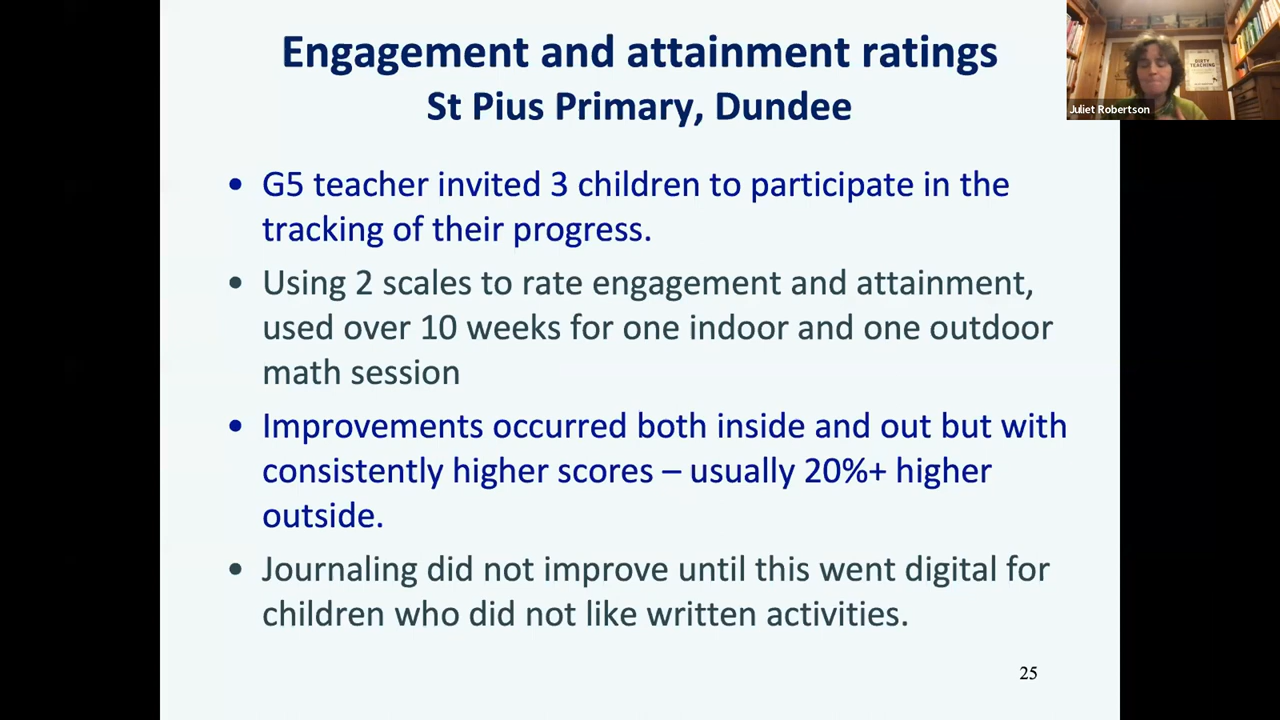 Engagement and attainment ratings
St Pius Primary, Dundee
• G5 teacher invited 3 children to participate in the
tracking of their progress.
• Using 2 scales to rate engagement and attainment,
used over 10 weeks for one indoor and one outdoor
math session
• Improvements occurred both inside and out but with
consistently higher scores – usually 20%+ higher
outside.
• Journaling did not improve until this went digital for
children who did not like written activities.
25
DIRTY
TEACHING
Juliet Robertson